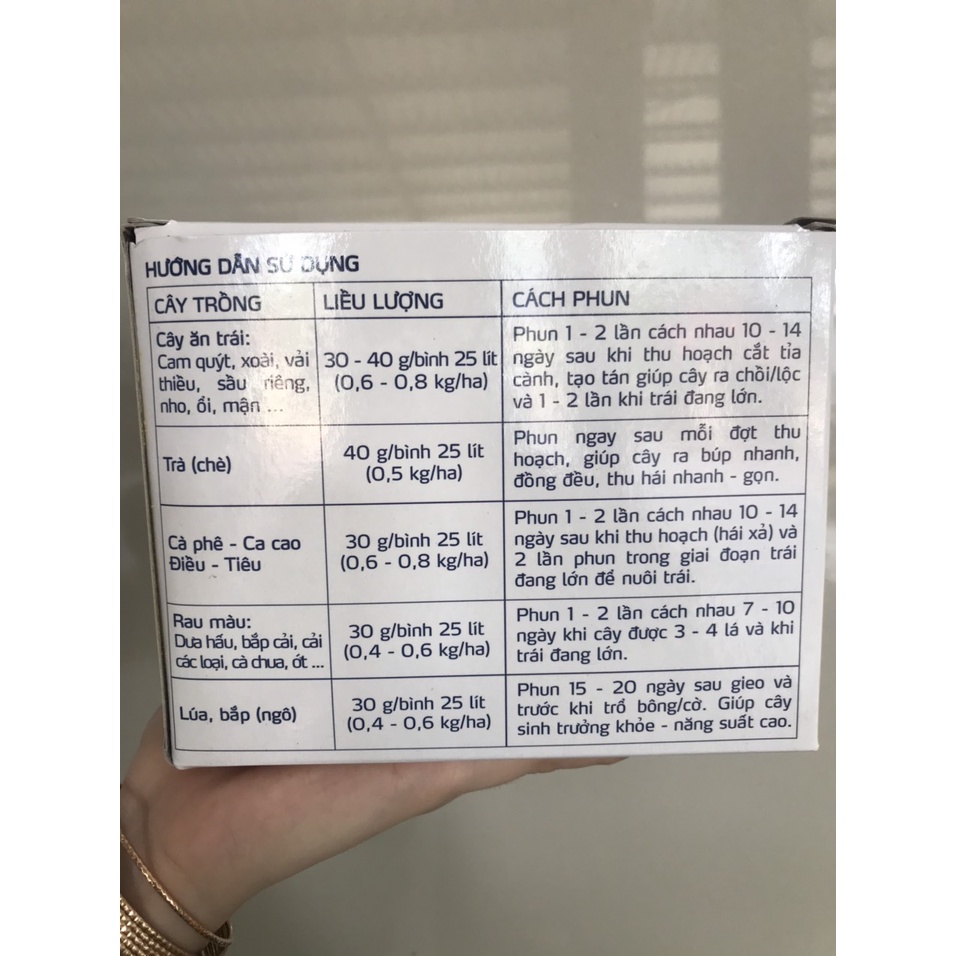 HƯỚNG DẪN SỬ DỤNG
CÂY TRỒNG LIỀU LƯỢNG CÁCH PHUN
Cây ăn trái:
Cam quýt, xoài, vải
thiều, sầu riêng,
nho, ổi, mận ...
30 - 40 g/bình 25 lít
(0,6 - 0,8 kg/ha)
Phun 1 - 2 lần cách nhau 10 - 14
ngày sau khi thu hoạch cắt tỉa
cành, tạo tán giúp cây ra chồi/lộc
và 1 - 2 lần khi trái đang lớn.
Trà (chè)
40 g/bình 25 lít
(0,5 kg/ha)
Phun ngay sau mỗi đợt thu
hoạch, giúp cây ra búp nhanh,
đồng đều, thu hái nhanh - gọn.
Cà phê - Ca cao
Điều - Tiêu
30 g/bình 25 lít
(0,6 - 0,8 kg/ha)
Phun 1 - 2 lần cách nhau 10 - 14
ngày sau khi thu hoạch (hái xả) và
2 lần phun trong giai đoạn trái
đang lớn để nuôi trái.
Rau màu:
Dưa hấu, bắp cải, cải
các loại, cà chua, ớt ...
30 g/bình 25 lít
(0,4 - 0,6 kg/ha)
Phun 1 - 2 lần cách nhau 7 - 10
ngày khi cây được 3 - 4 lá và khi
trái đang lớn.
Lúa, bắp (ngô)
30 g/bình 25 lít
(0,4 - 0,6 kg/ha)
Phun 15 - 20 ngày sau gieo và
trước khi trổ bông/cờ. Giúp cây
sinh trưởng khỏe - năng suất cao.